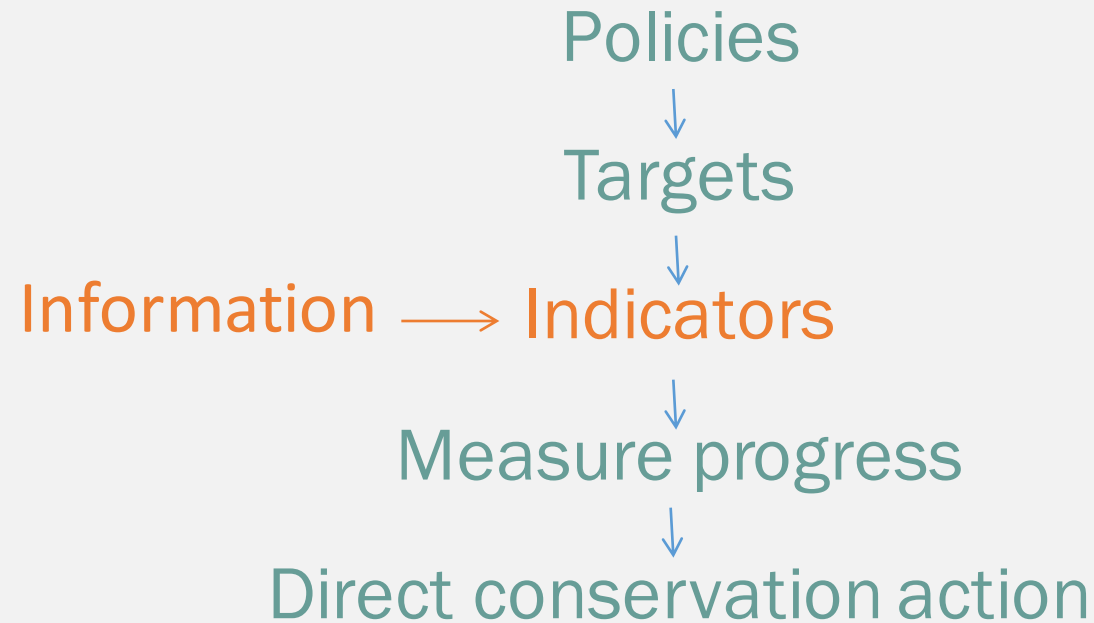 Policies
Targets
Information Indicators
Measure progress
Direct conservation action